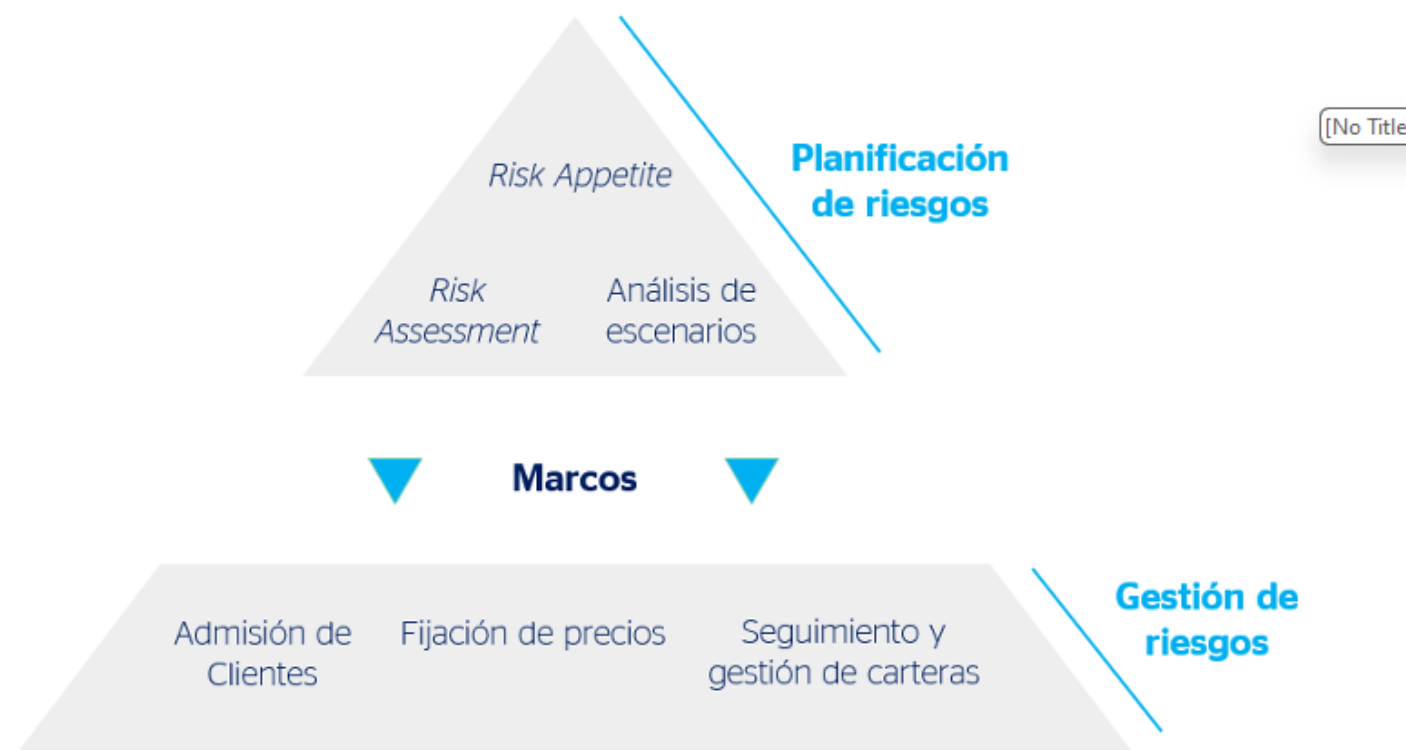 [No Title
Risk Appetite
Planificación
de riesgos
Risk
Assessment
Análisis de
escenarios
Marcos
Gestión de
riesgos
Admisión de
Clientes
Fijación de precios
Seguimiento y
gestión de carteras